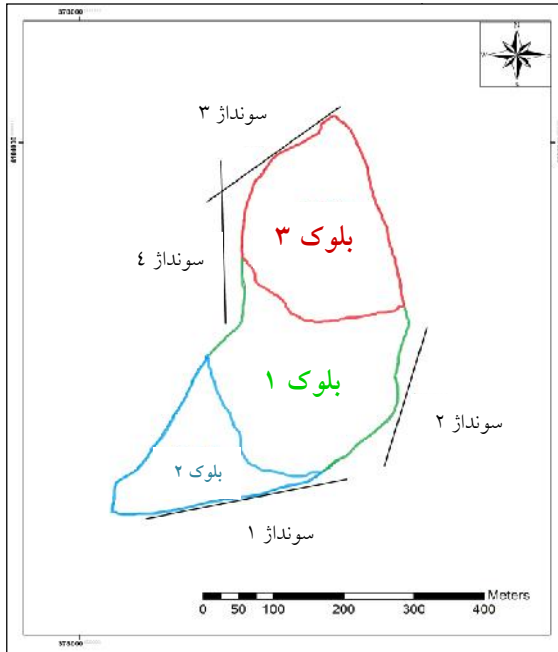 N
W
سونداژ ۳
بلوک ۳
سونداژ ٤
بلوک ۱
سونداژ ۲
بلوک ۲
سونداژ ۱
Meters
0 50 100 200 300 400